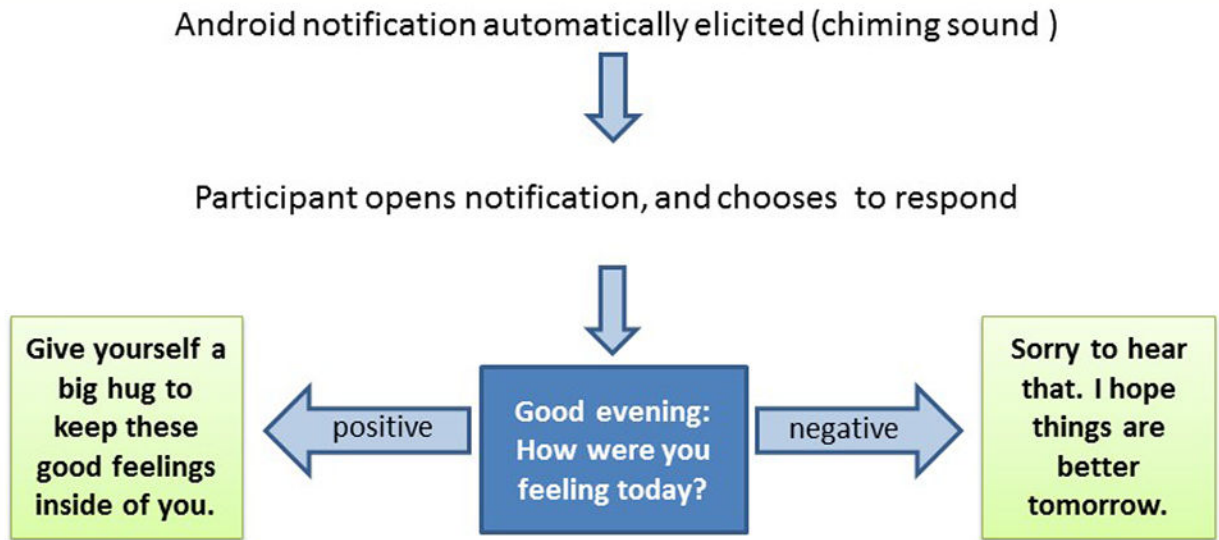 Android notification automatically elicited (chiming sound )
Participant opens notification, and chooses  to respond
Give yourself a
big hug to
keep these
good feelings
inside of you.
positive
Good evening:
How were you
feeling today?
negative
Sorry to hear
that. I hope
things are
better
tomorrow.